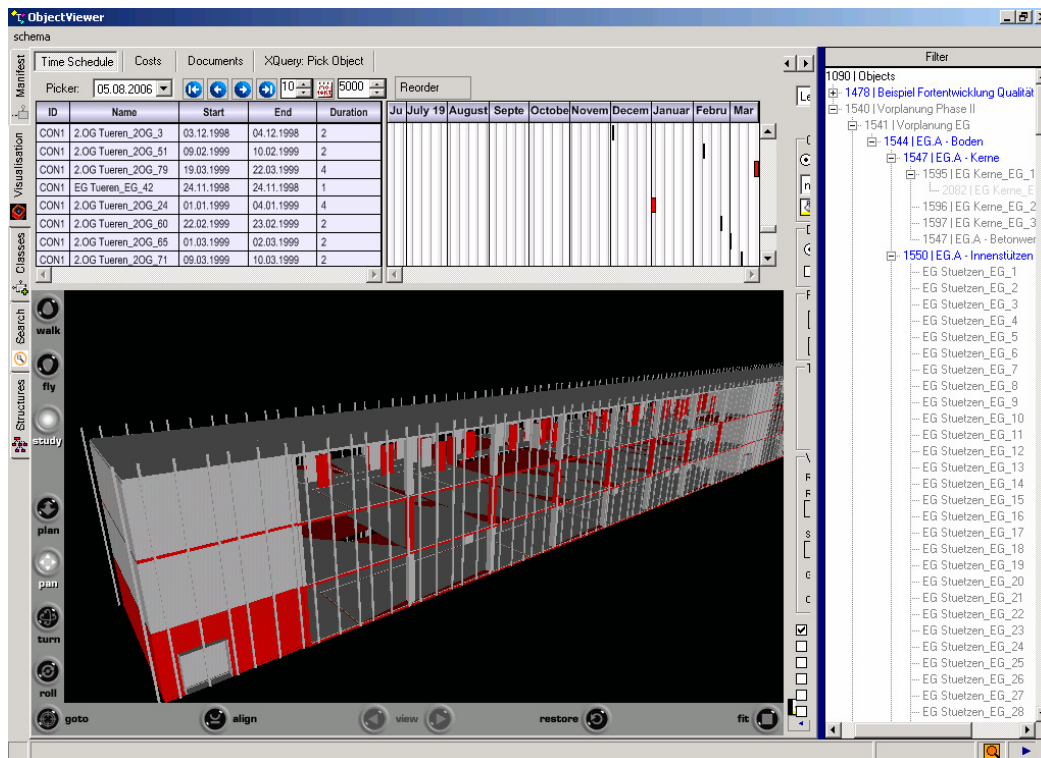 ObjectViewer
schema
Time Schedule Costs Documents XQuery: Pick Object
Picker: 05.08.2006 10 5000 Reorder
ID Name Start End Duration
CON1 2.OG Tueren_2OG_3 03.12.1998 04.12.1998 2
CON1 2.OG Tueren_2OG_51 09.02.1999 10.02.1999 2
CON1 2.OG Tueren_2OG_79 19.03.1999 22.03.1999 4
CON1 EG Tueren_EG_42 24.11.1998 24.11.1998 1
CON1 2.OG Tueren_2OG_24 01.01.1999 04.01.1999 4
CON1 2.OG Tueren_2OG_60 22.02.1999 23.02.1999 2
CON1 2.OG Tueren_2OG_65 01.03.1999 02.03.1999 2
CON1 2.OG Tueren_2OG_71 09.03.1999 10.03.1999 2
Ju July 19 August Septe Octobe Novem Decem Januar Febru Mar
Manifest
Visualisation
Classes
Search
Structures
walk
fly
study
plan
pan
turn
roll
goto align view restore fit
Le
Filter
1090 | Objects
1478 | Beispiel Fortentwicklung Qualität
1540 | Vorplanung Phase II
1541 | Vorplanung EG
1544 | EG.A - Boden
1547 | EG.A - Kerne
1595 | EG Kerne_EG_1
2082 | EG Kerne_E
1596 | EG Kerne_EG_2
1597 | EG Kerne_EG_3
1547 | EG.A - Betonwer
1550 | EG.A - Innenstützen
EG Stuetzen_EG_1
EG Stuetzen_EG_2
EG Stuetzen_EG_3
EG Stuetzen_EG_4
EG Stuetzen_EG_5
EG Stuetzen_EG_6
EG Stuetzen_EG_7
EG Stuetzen_EG_8
EG Stuetzen_EG_9
EG Stuetzen_EG_10
EG Stuetzen_EG_11
EG Stuetzen_EG_12
EG Stuetzen_EG_13
EG Stuetzen_EG_14
EG Stuetzen_EG_15
EG Stuetzen_EG_16
EG Stuetzen_EG_17
EG Stuetzen_EG_18
EG Stuetzen_EG_19
EG Stuetzen_EG_20
EG Stuetzen_EG_21
EG Stuetzen_EG_22
EG Stuetzen_EG_23
EG Stuetzen_EG_24
EG Stuetzen_EG_25
EG Stuetzen_EG_26
EG Stuetzen_EG_27
EG Stuetzen_EG_28